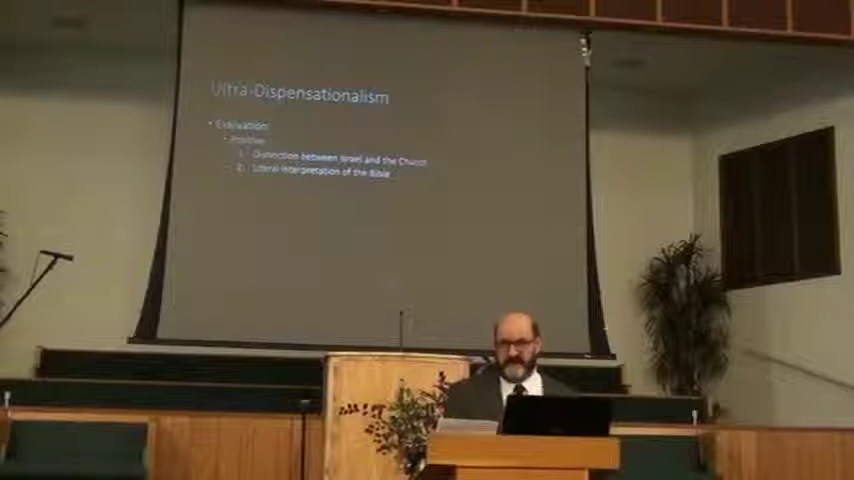 Ultra-Dispensationalism
• Evaluation:
• Positive
1. Distinction between Israel and the Church
2. Literal interpretation of the Bible